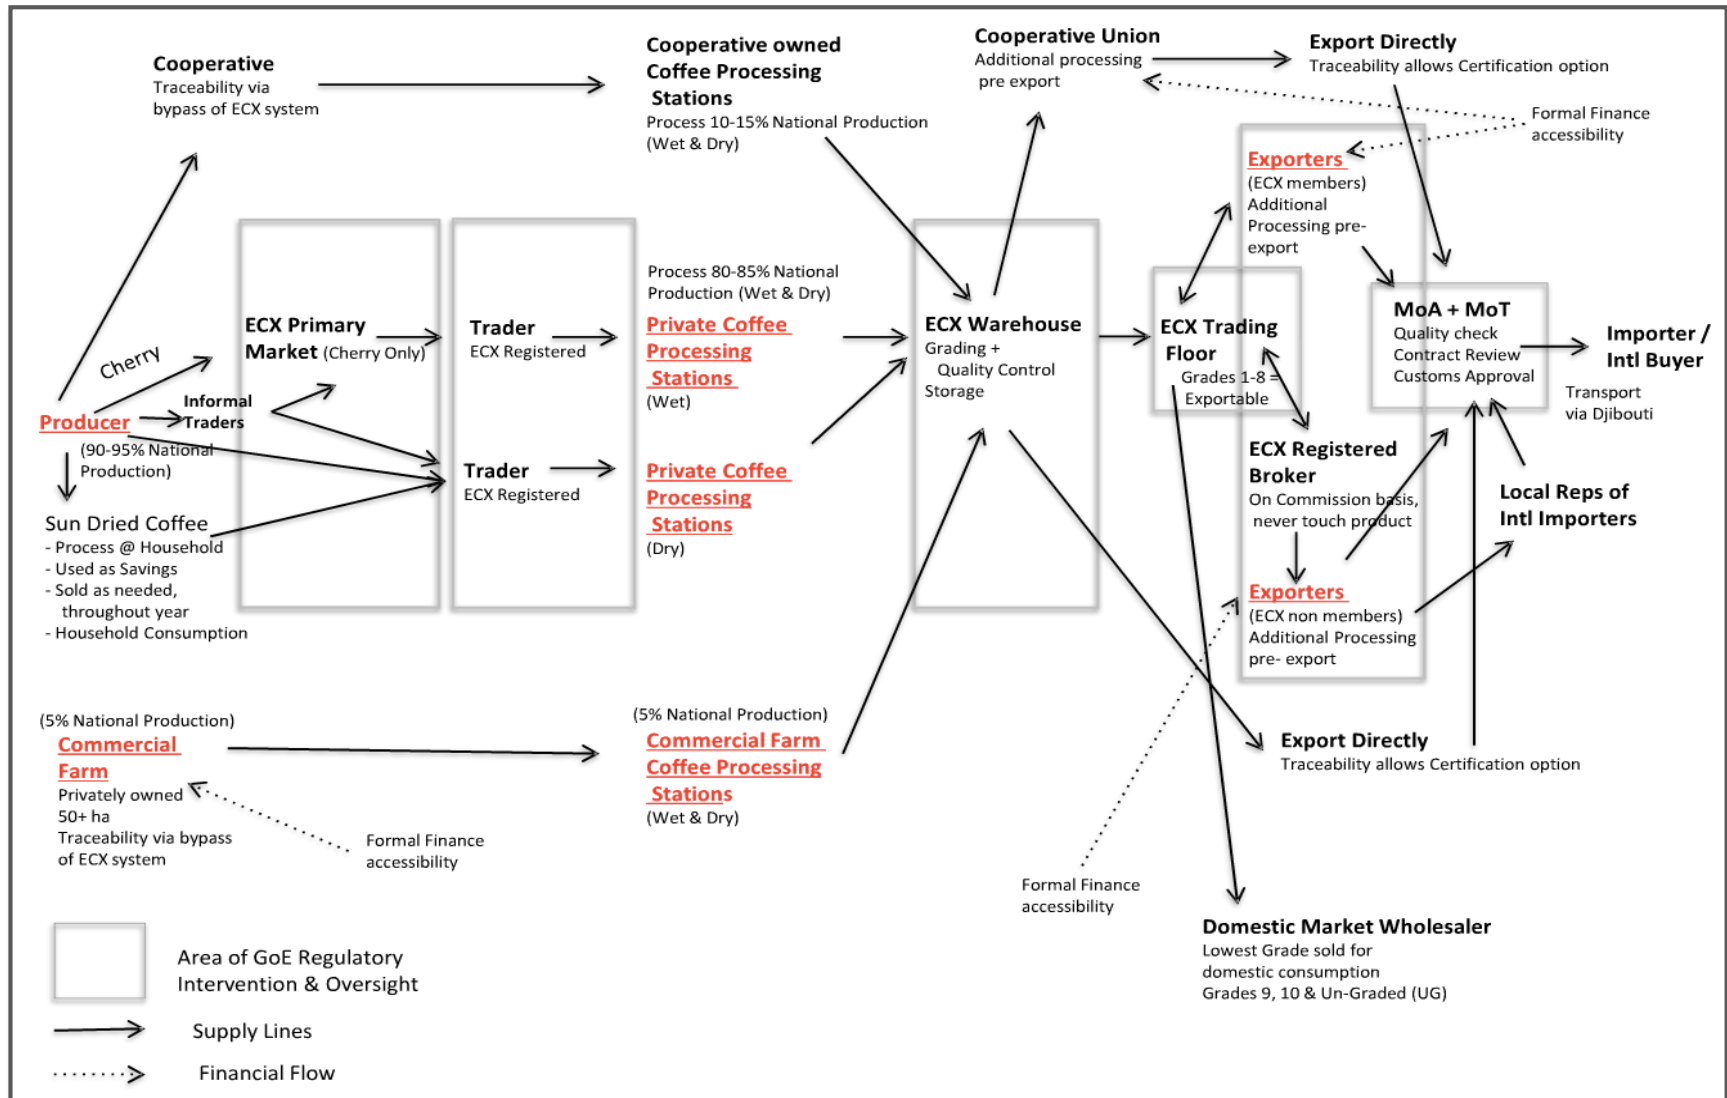 Cooperative
Traceability via
bypass of ECX system
Cooperative owned
Coffee Processing
Stations
Process 10-15% National Production
(Wet & Dry)
Cooperative Union
Additional processing
pre export
Export Directly
Traceability allows Certification option
Formal Finance
accessibility
Exporters
(ECX members)
Additional
Processing pre-
export
Cherry
Producer
(90-95% National
Production)
Informal
Traders
Sun Dried Coffee
- Process @ Household
- Used as Savings
- Sold as needed,
throughout year
- Household Consumption
ECX Primary
Market (Cherry Only)
Trader
ECX Registered
Trader
ECX Registered
Process 80-85% National
Production (Wet & Dry)
Private Coffee
Processing
Stations
(Wet)
Private Coffee
Processing
Stations
(Dry)
ECX Warehouse
Grading +
Quality Control
Storage
ECX Trading
Floor
Grades 1-8 =
Exportable
ECX Registered
Broker
On Commission basis,
never touch product
Exporters
(ECX non members)
Additional Processing
pre- export
MoA + MoT
Quality check
Contract Review
Customs Approval
Importer /
Intl Buyer
Transport
via Djibouti
Local Reps of
Intl Importers
(5% National Production)
Commercial
Farm
Privately owned
50+ ha
Traceability via bypass
of ECX system
Formal Finance
accessibility
(5% National Production)
Commercial Farm
Coffee Processing
Stations
(Wet & Dry)
Export Directly
Traceability allows Certification option
Formal Finance
accessibility
Domestic Market Wholesaler
Lowest Grade sold for
domestic consumption
Grades 9, 10 & Un-Graded (UG)
Area of GoE Regulatory
Intervention & Oversight
Supply Lines
Financial Flow